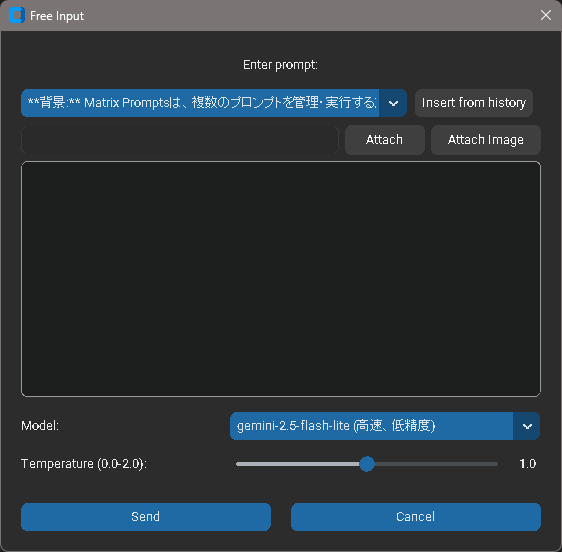 Free Input
Enter prompt:
**背景:** Matrix Promptsは、複数のプロンプトを管理・実行する
Insert from history
Attach
Attach Image
Model:
gemini-2.5-flash-lite (高速、低精度)
Temperature (0.0-2.0):
1.0
Send
Cancel